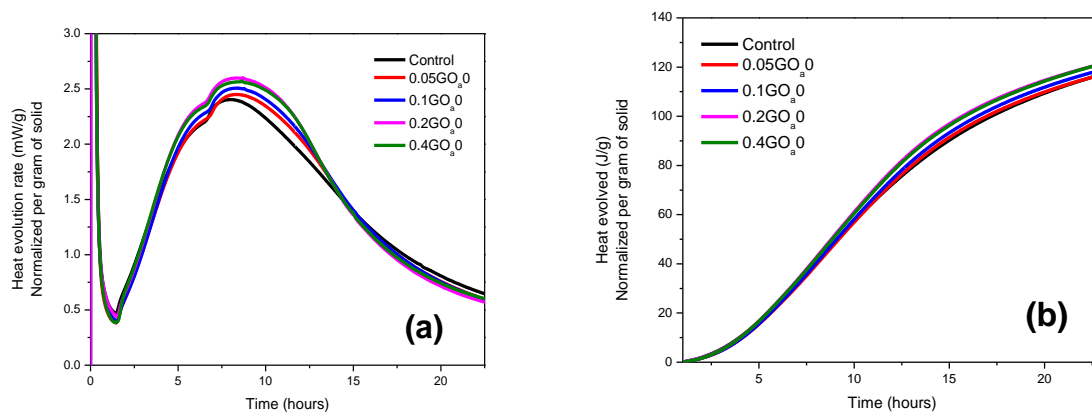 3.0
2.5
2.0
1.5
1.0
0.5
0.0
0
5
10
15
20
Heat evolution rate (mW/g)
Normalized per gram of solid
Time (hours)
Control
0.05GOa0
0.1GOa0
0.2GOa0
0.4GOa0
(a)
140
120
100
80
60
40
20
0
5
10
15
20
Heat evolved (J/g)
Normalized per gram of solid
Time (hours)
Control
0.05GOa0
0.1GOa0
0.2GOa0
0.4GOa0
(b)